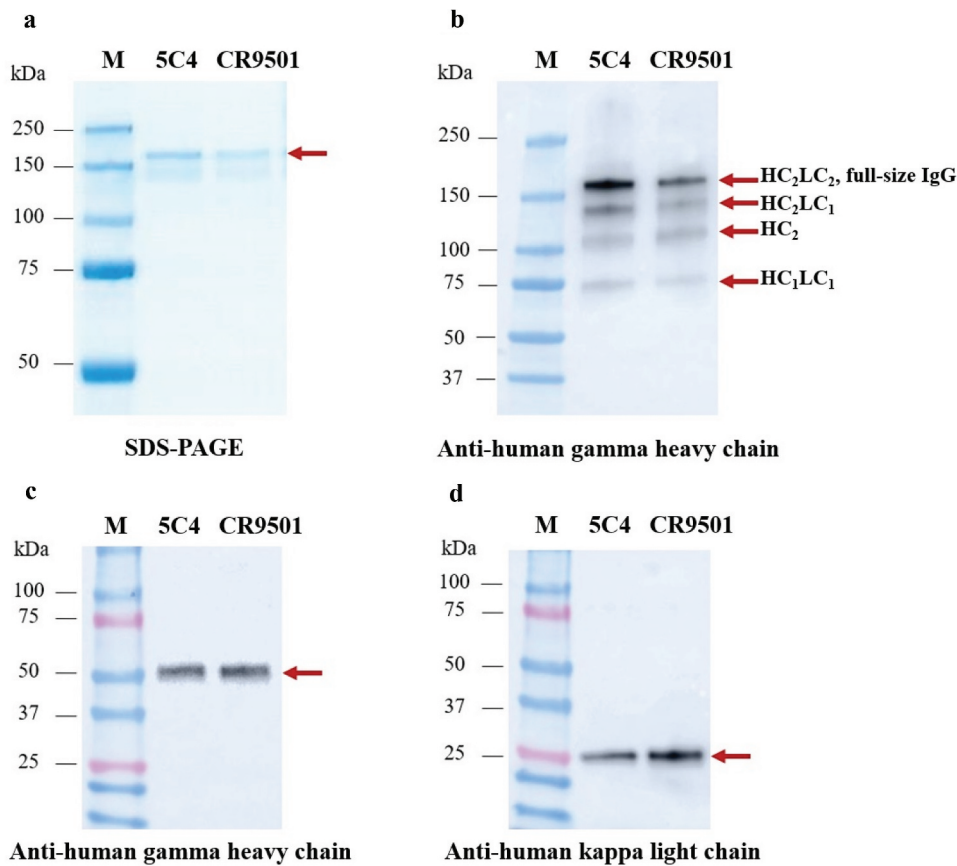 a
M 5C4 CR9501
kDa
250
150
100
75
50
SDS-PAGE
b
M 5C4 CR9501
kDa
250
150
100
75
50
37
HC₂LC₂, full-size IgG
HC₂LC₁
HC₂
HC₁LC₁
Anti-human gamma heavy chain
c
M 5C4 CR9501
kDa
100
75
50
37
25
Anti-human gamma heavy chain
d
M 5C4 CR9501
kDa
100
75
50
37
25
Anti-human kappa light chain